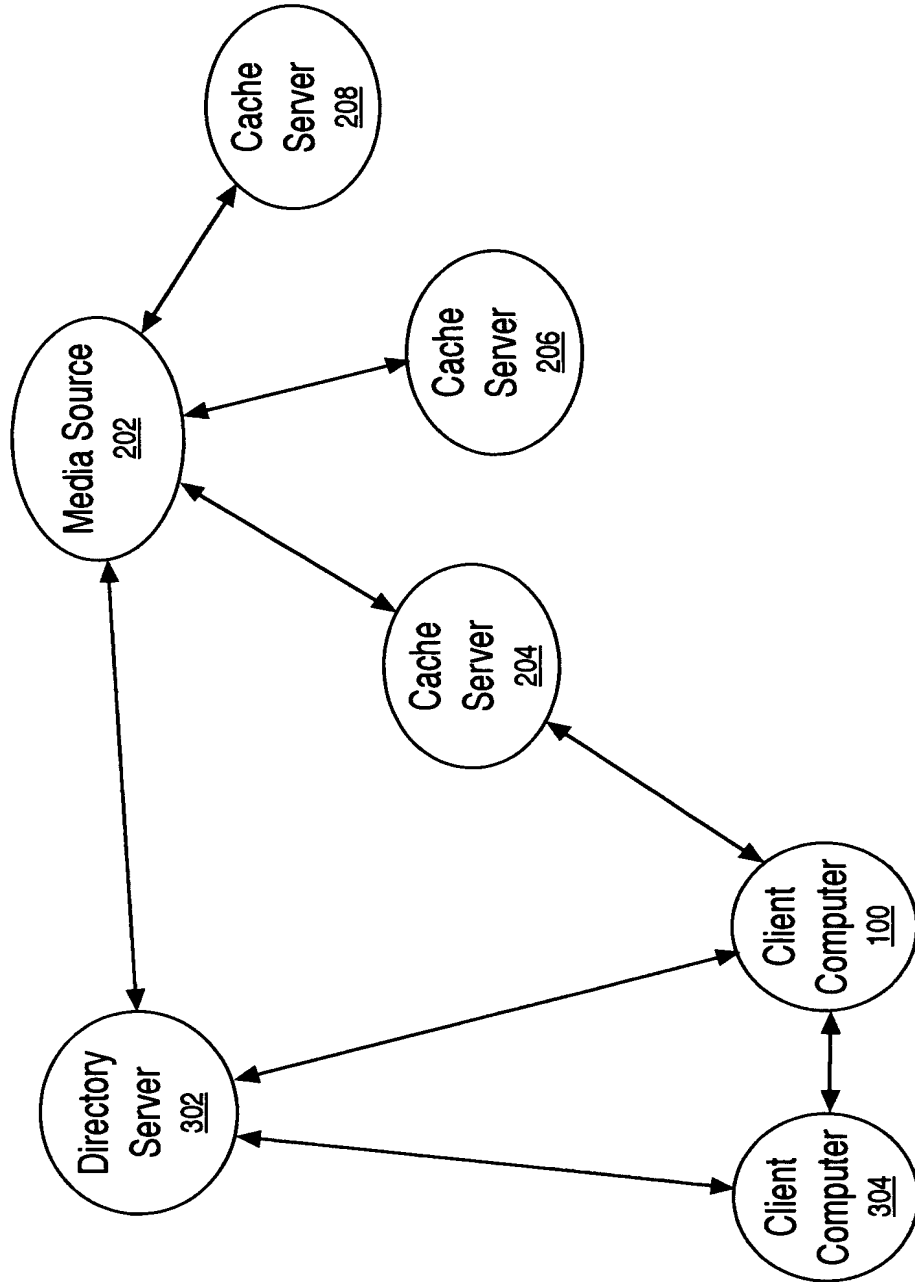 Directory
Server
302
Media Source
202
Cache
Server
208
Cache
Server
206
Cache
Server
204
Client
Computer
100
Client
Computer
304